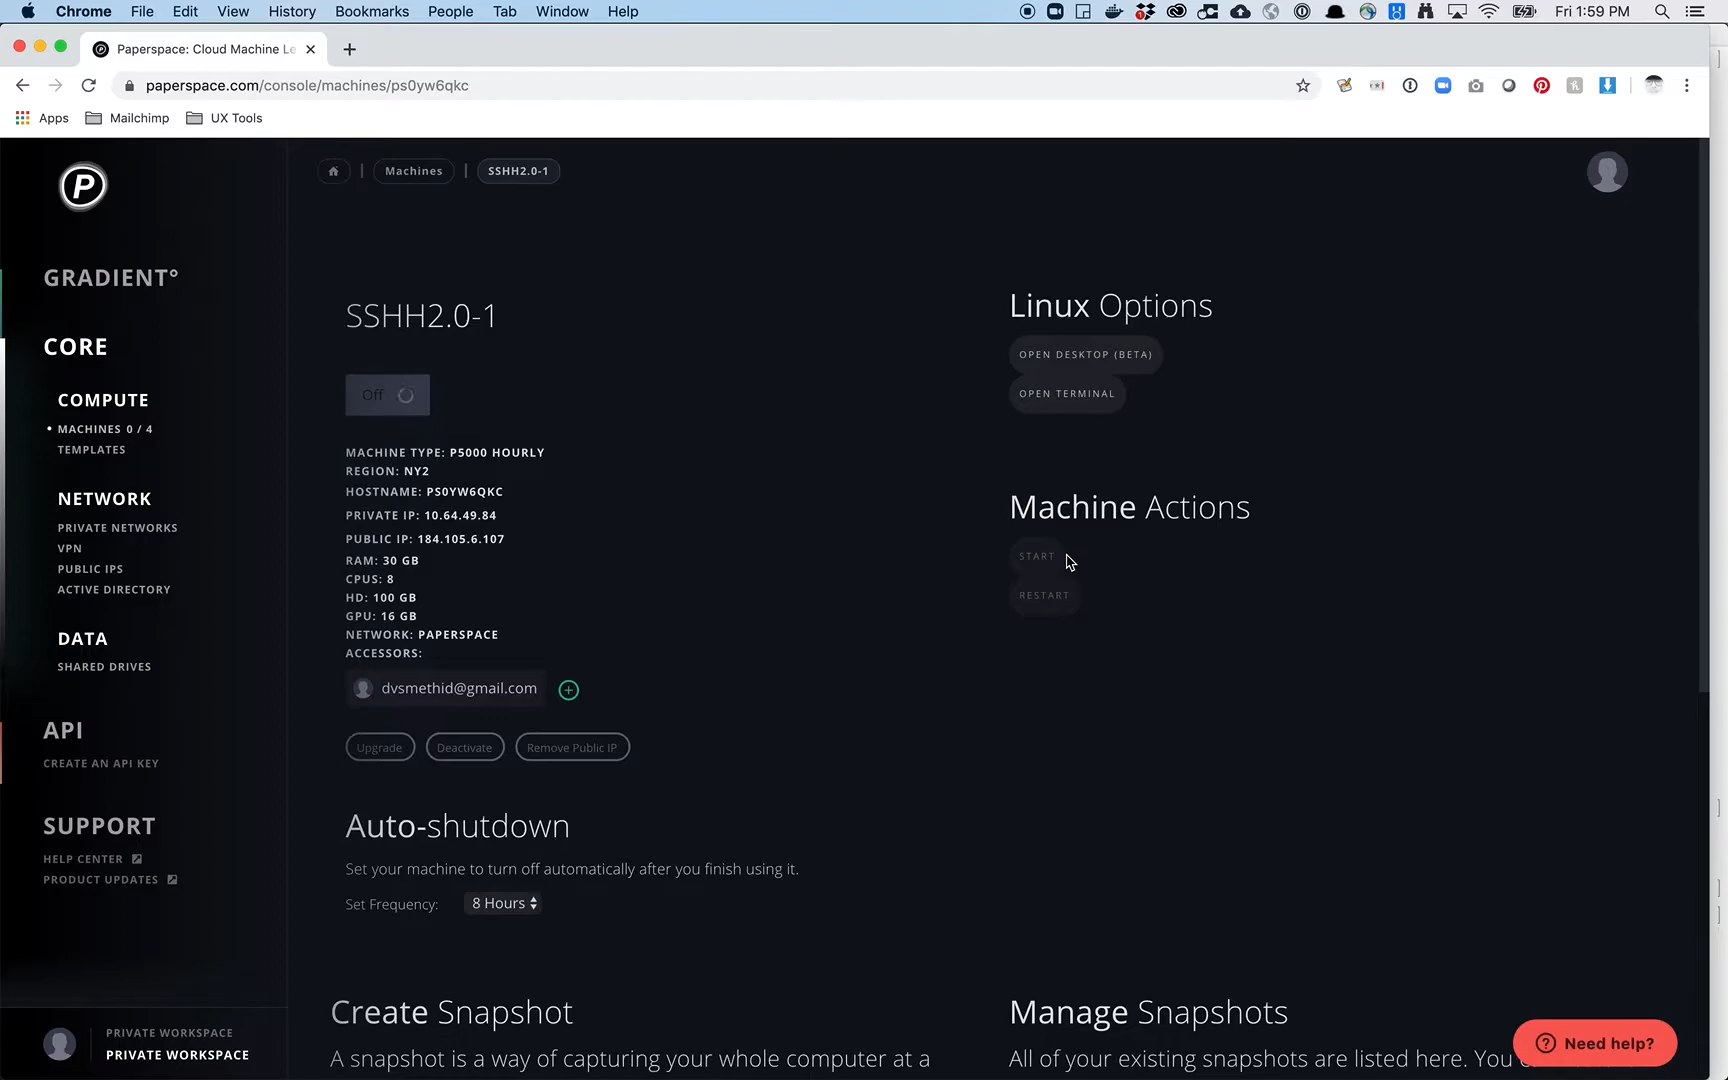 Chrome File Edit View History Bookmarks People Tab Window Help Fri 1:59 PM
Paperspace: Cloud Machine Le
paperspace.com/console/machines/ps0yw6qkc
Apps Mailchimp UX Tools
P
Machines | SSHH2.0-1
GRADIENT°
CORE
COMPUTE
MACHINES 0 / 4
TEMPLATES
NETWORK
PRIVATE NETWORKS
VPN
PUBLIC IPS
ACTIVE DIRECTORY
DATA
SHARED DRIVES
API
CREATE AN API KEY
SUPPORT
HELP CENTER
PRODUCT UPDATES
PRIVATE WORKSPACE
PRIVATE WORKSPACE
SSHH2.0-1
Off
MACHINE TYPE: P5000 HOURLY
REGION: NY2
HOSTNAME: PS0YW6QKC
PRIVATE IP: 10.64.49.84
PUBLIC IP: 184.105.6.107
RAM: 30 GB
CPUS: 8
HD: 100 GB
GPU: 16 GB
NETWORK: PAPERSPACE
ACCESSORS:
dvsmethid@gmail.com
Upgrade Deactivate Remove Public IP
Auto-shutdown
Set your machine to turn off automatically after you finish using it.
Set Frequency: 8 Hours
Create Snapshot
A snapshot is a way of capturing your whole computer at a
Linux Options
OPEN DESKTOP (BETA)
OPEN TERMINAL
Machine Actions
START
RESTART
Manage Snapshots
All of your existing snapshots are listed here. You
Need help?